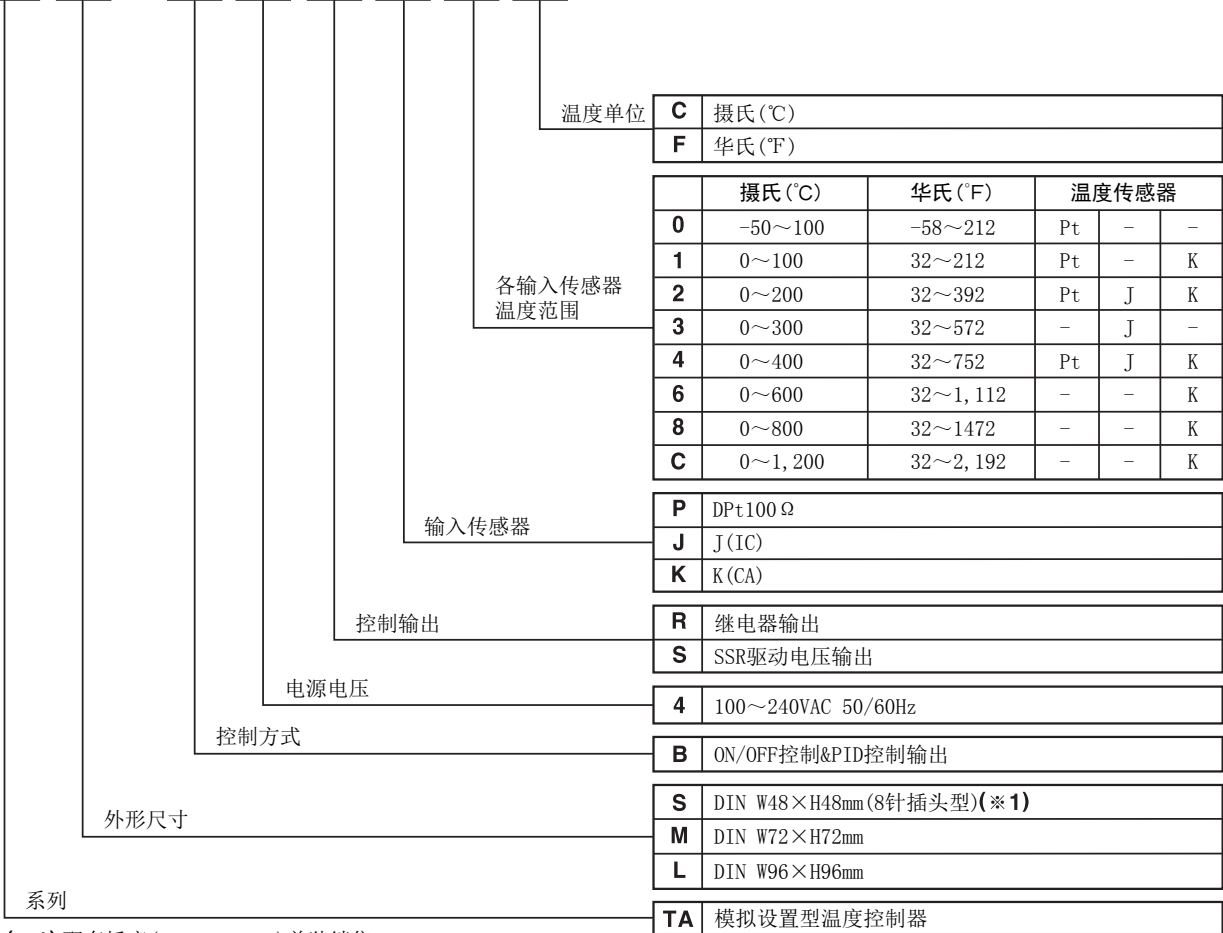 温度单位
C 摄氏(℃)
F 华氏(℉)
摄氏(°C) 华氏(°F) 温度传感器
0 -50～100 -58～212 Pt - -
1 0～100 32～212 Pt - K
各输入传感器
温度范围
2 0～200 32～392 Pt J K
3 0～300 32～572 - J -
4 0～400 32～752 Pt J K
6 0～600 32～1,112 - - K
8 0～800 32～1472 - - K
C 0～1,200 32～2,192 - - K
输入传感器
P DPt100Ω
J J(IC)
K K(CA)
控制输出
R 继电器输出
S SSR驱动电压输出
电源电压
4 100～240VAC 50/60Hz
控制方式
B ON/OFF控制&PID控制输出
外形尺寸
S DIN W48×H48mm(8针插头型)(※1)
M DIN W72×H72mm
L DIN W96×H96mm
系列
TA 模拟设置型温度控制器